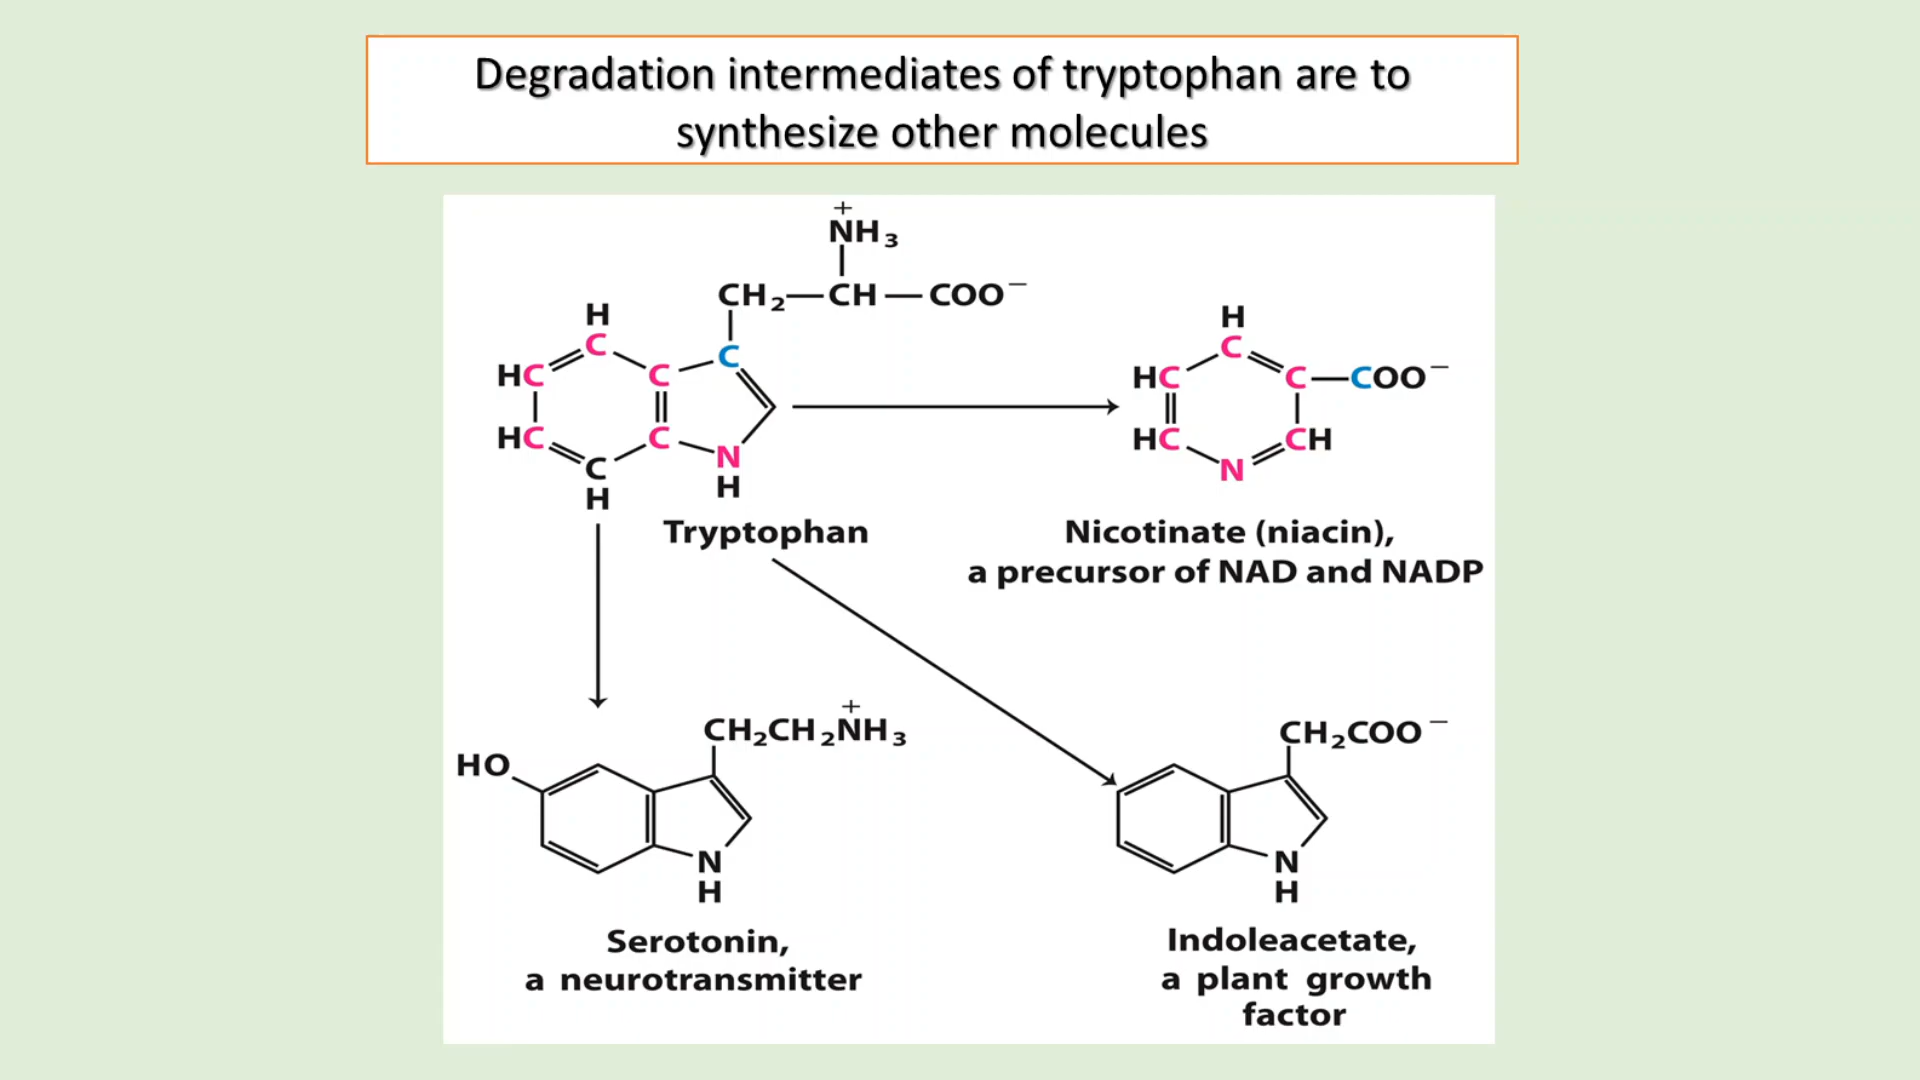 Degradation intermediates of tryptophan are to
synthesize other molecules
+
NH₃
CH₂—CH—COO⁻
H
C
HC
C
C
HC
C
N
C
H
H
H
C
HC
C—COO⁻
HC
CH
N
Tryptophan
Nicotinate (niacin),
a precursor of NAD and NADP
+
CH₂CH₂NH₃
HO
N
H
Serotonin,
a neurotransmitter
CH₂COO⁻
N
H
Indoleacetate,
a plant growth
factor